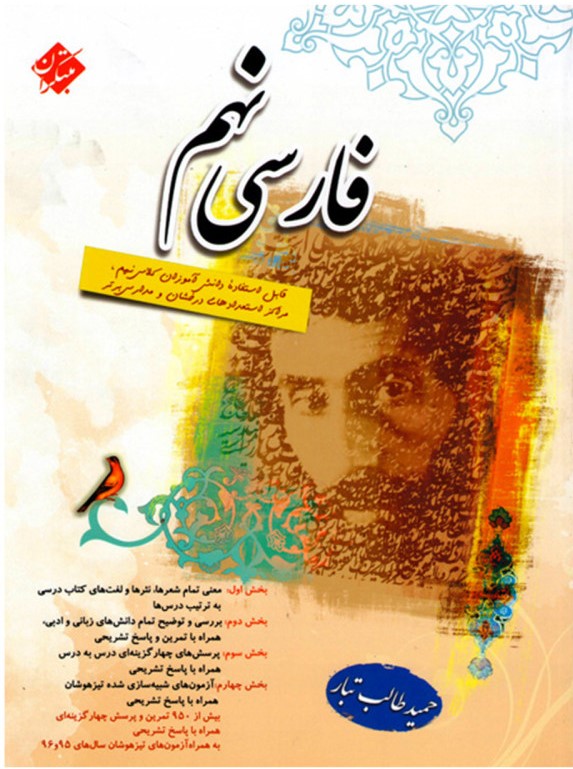 مبتکران
فارسی نهم
قابل استفادهٔ دانش‌آموزان کلاس نهم،
مراکز استعدادهای درخشان و مدارس برتر
بخش اول: معنی تمام شعرها، نثرها و لغت‌های کتاب درسی
به ترتیب درس‌ها
بخش دوم: بررسی و توضیح تمام دانش‌های زبانی و ادبی،
همراه با تمرین و پاسخ تشریحی
بخش سوم: پرسش‌های چهارگزینه‌ای درس به درس
همراه با پاسخ تشریحی
بخش چهارم: آزمون‌های شبیه‌سازی شده تیزهوشان
همراه با پاسخ تشریحی
بیش از ۹۵۰ تمرین و پرسش چهارگزینه‌ای
همراه با پاسخ تشریحی
به همراه آزمون‌های تیزهوشان سال‌های ۹۵ و ۹۶
حمید طالب تبار